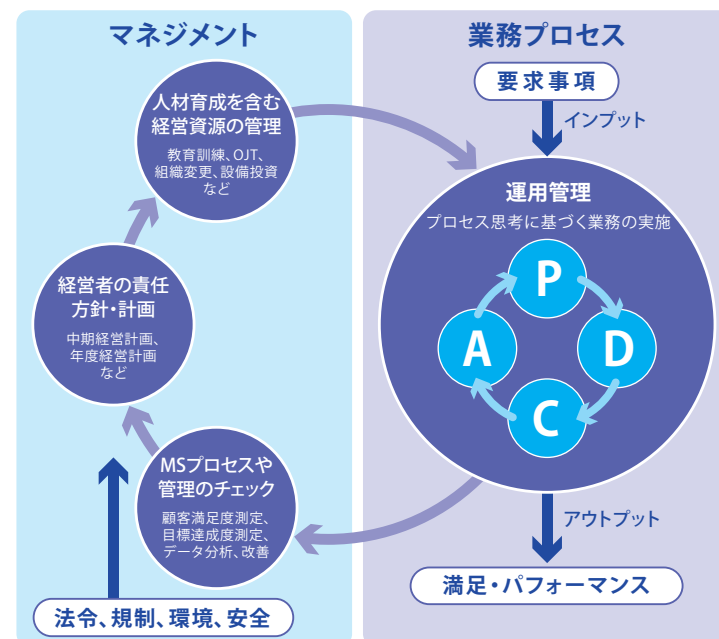 マネジメント
人材育成を含む
経営資源の管理
教育訓練、OJT、
組織変更、設備投資
など
経営者の責任
方針・計画
中期経営計画、
年度経営計画
など
MSプロセスや
管理のチェック
顧客満足度測定、
目標達成度測定、
データ分析、改善
法令、規制、環境、安全
業務プロセス
要求事項
インプット
運用管理
プロセス思考に基づく業務の実施
P
D
C
A
アウトプット
満足・パフォーマンス